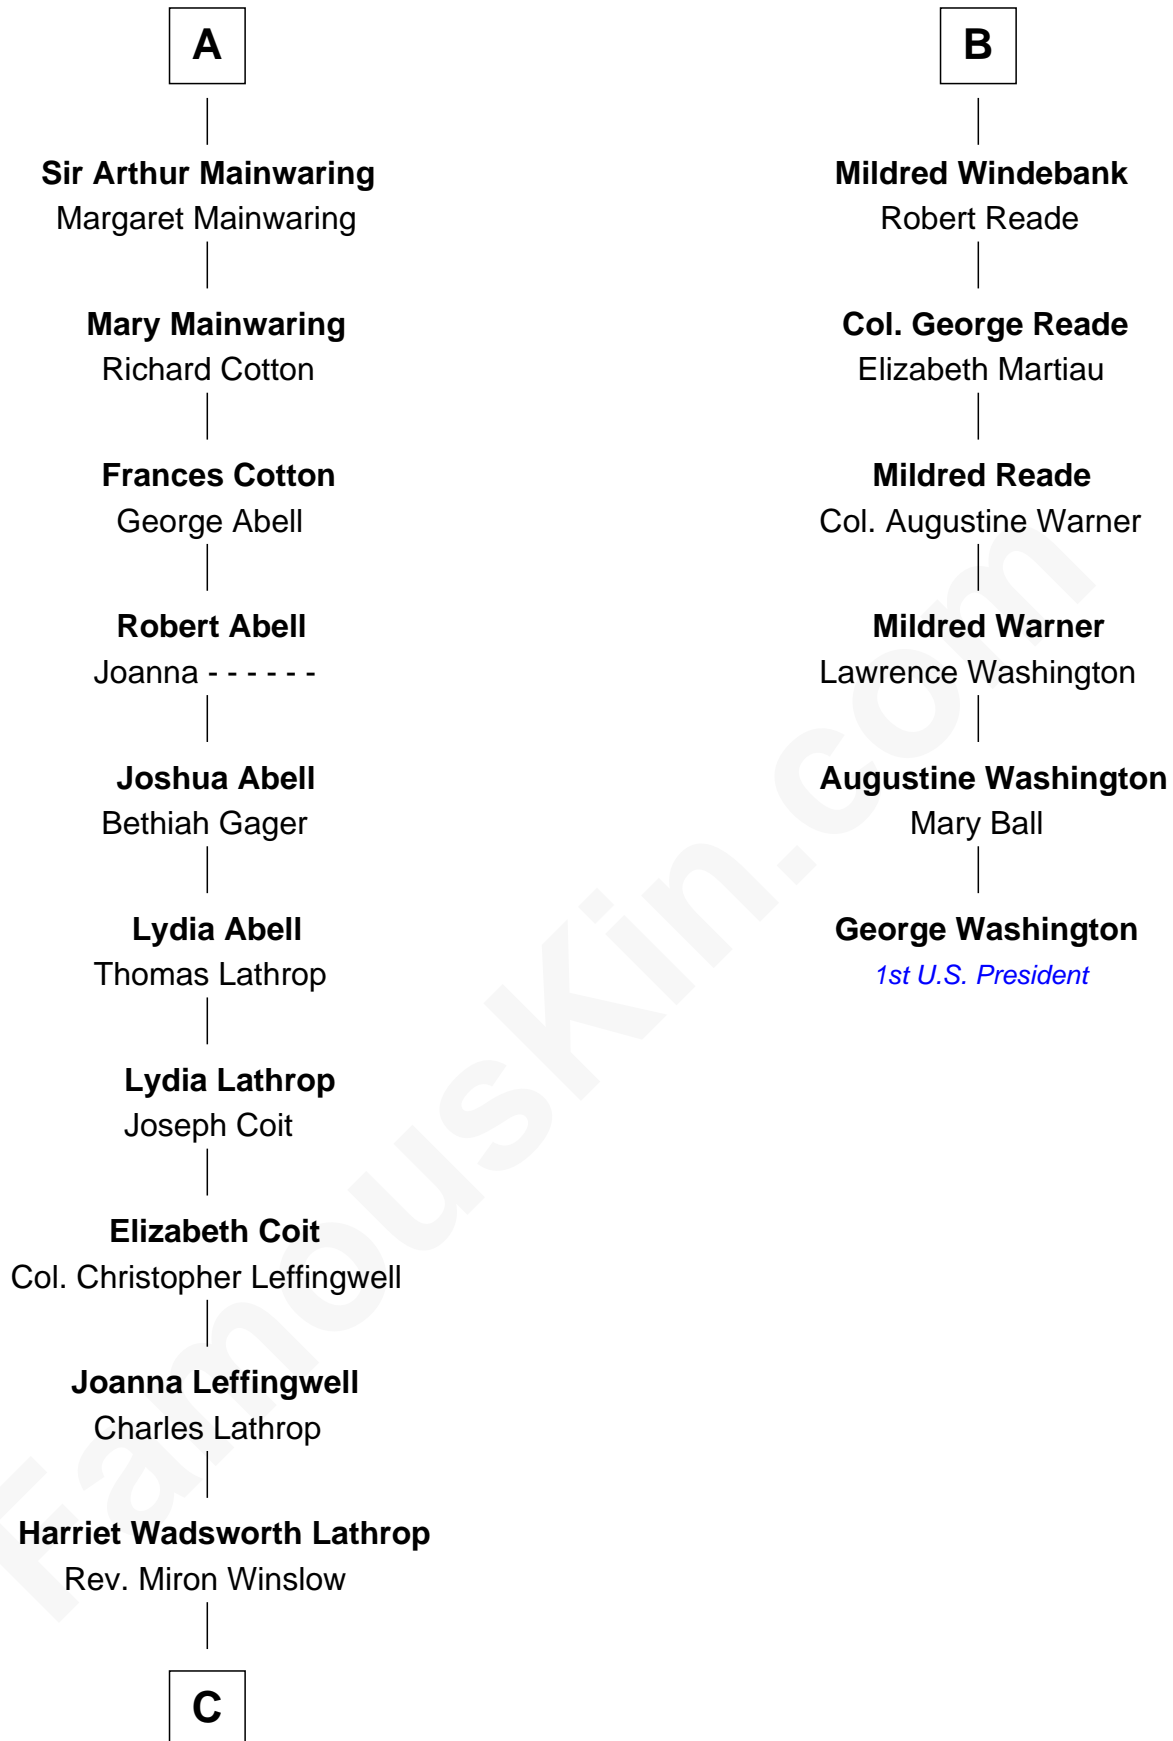 A
Sir Arthur Mainwaring
Margaret Mainwaring
Mary Mainwaring
Richard Cotton
Frances Cotton
George Abell
Robert Abell
Joanna - - - - - -
Joshua Abell
Bethiah Gager
Lydia Abell
Thomas Lathrop
Lydia Lathrop
Joseph Coit
Elizabeth Coit
Col. Christopher Leffingwell
Joanna Leffingwell
Charles Lathrop
Harriet Wadsworth Lathrop
Rev. Miron Winslow
C
B
Mildred Windebank
Robert Reade
Col. George Reade
Elizabeth Martiau
Mildred Reade
Col. Augustine Warner
Mildred Warner
Lawrence Washington
Augustine Washington
Mary Ball
George Washington
1st U.S. President
FamousKin.com